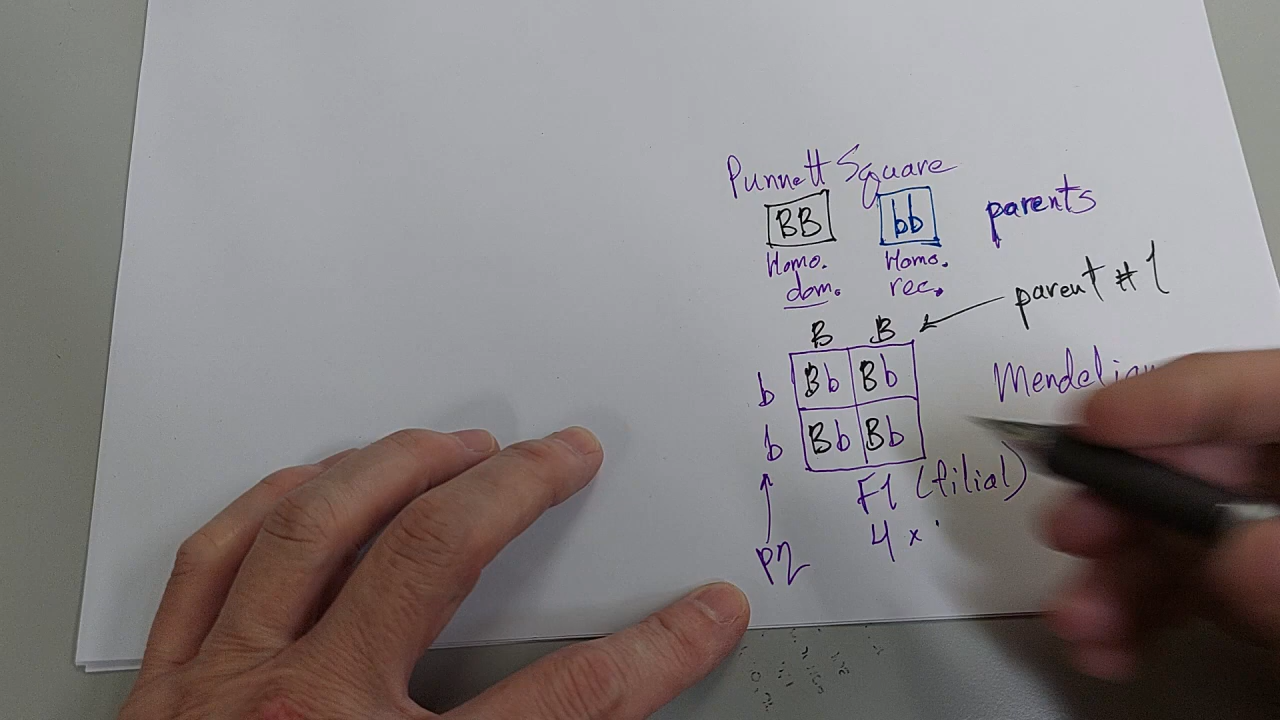 Punnett Square
BB bb parents
Homo. Homo.
dom. rec.
parent #1
B B
b Bb Bb
b Bb Bb
F1 (filial)
4 x
P2